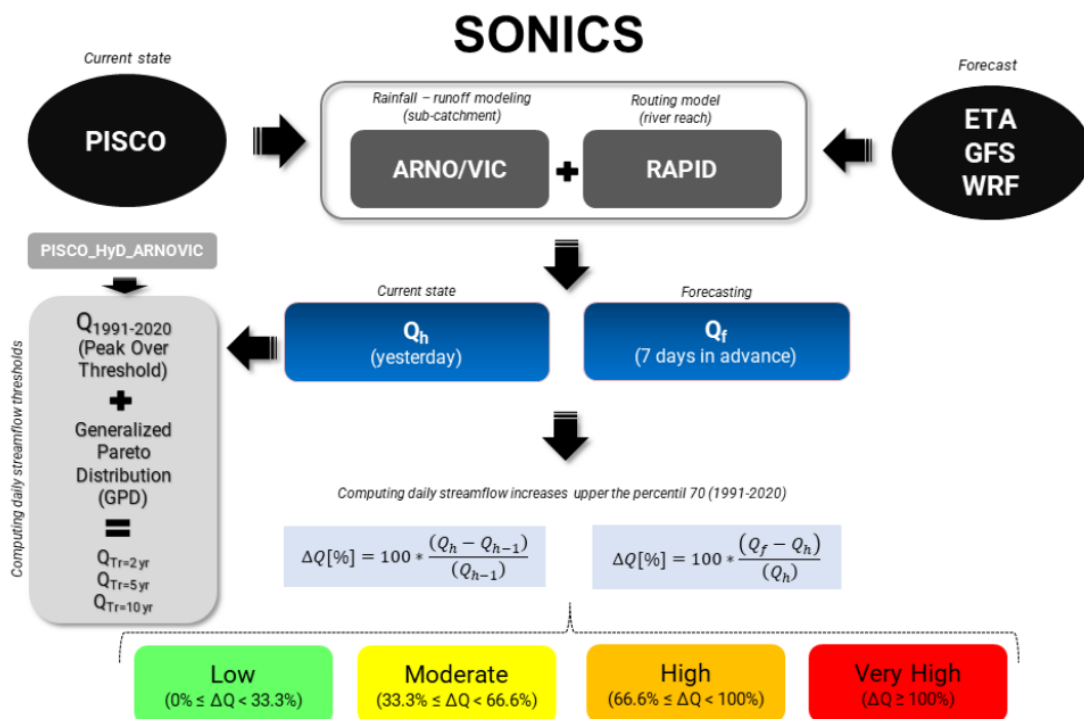 SONICS
Current state
PISCO
Rainfall – runoff modeling
(sub-catchment)
ARNO/VIC
+
Routing model
(river reach)
RAPID
Forecast
ETA
GFS
WRF
PISCO_HyD_ARNOVIC
Computing daily streamflow thresholds
Q1991-2020
(Peak Over
Threshold)
+
Generalized
Pareto
Distribution
(GPD)
=
QTr=2 yr
QTr=5 yr
QTr=10 yr
Current state
Qh
(yesterday)
Forecasting
Qf
(7 days in advance)
Computing daily streamflow increases upper the percentil 70 (1991-2020)
ΔQ[%] = 100 * (Qh − Qh−1) / (Qh−1)
ΔQ[%] = 100 * (Qf − Qh) / (Qh)
Low
(0% ≤ ΔQ < 33.3%)
Moderate
(33.3% ≤ ΔQ < 66.6%)
High
(66.6% ≤ ΔQ < 100%)
Very High
(ΔQ ≥ 100%)